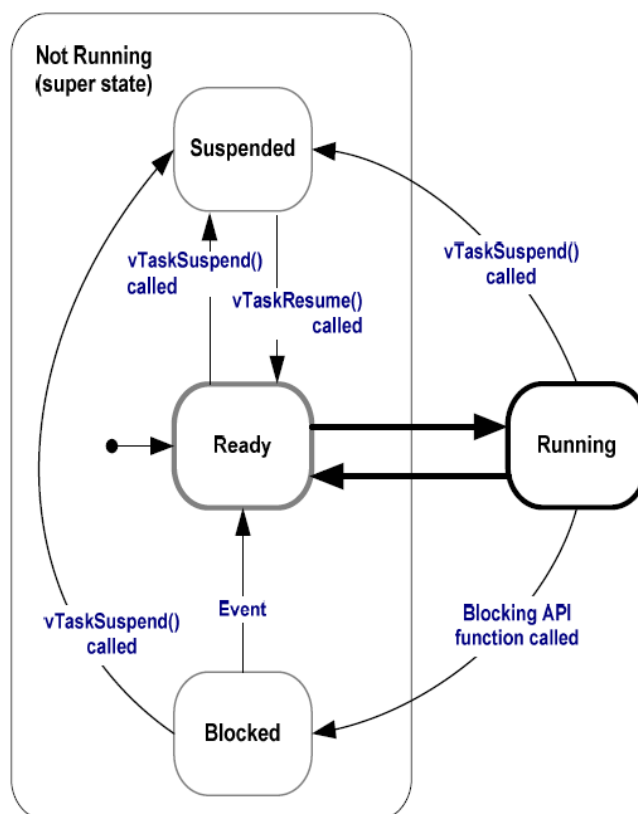 Not Running
(super state)
Suspended
vTaskSuspend()
called
vTaskResume()
called
vTaskSuspend()
called
Ready
Running
Event
vTaskSuspend()
called
Blocking API
function called
Blocked